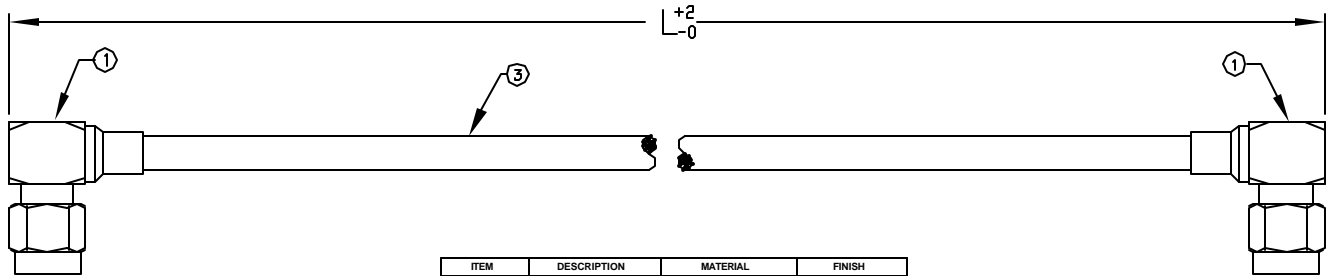 L +2
-0
1
3
1
ITEM DESCRIPTION MATERIAL FINISH